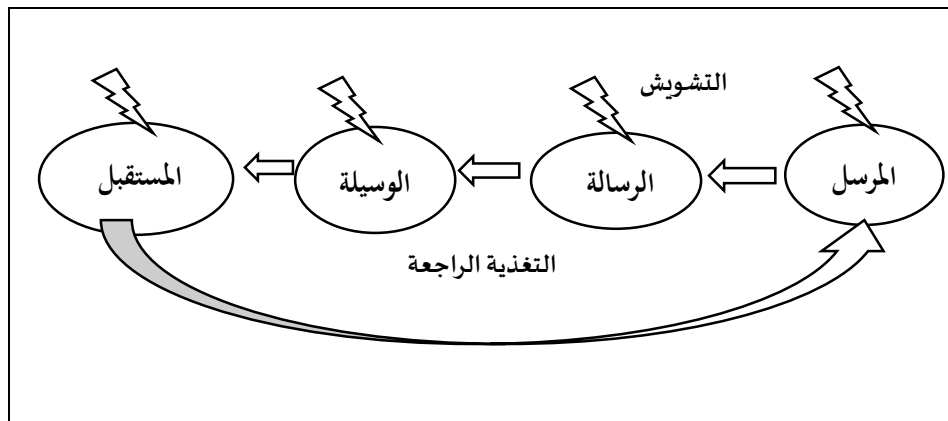 التشويش
المرسل
الرسالة
الوسيلة
المستقبل
التغذية الراجعة